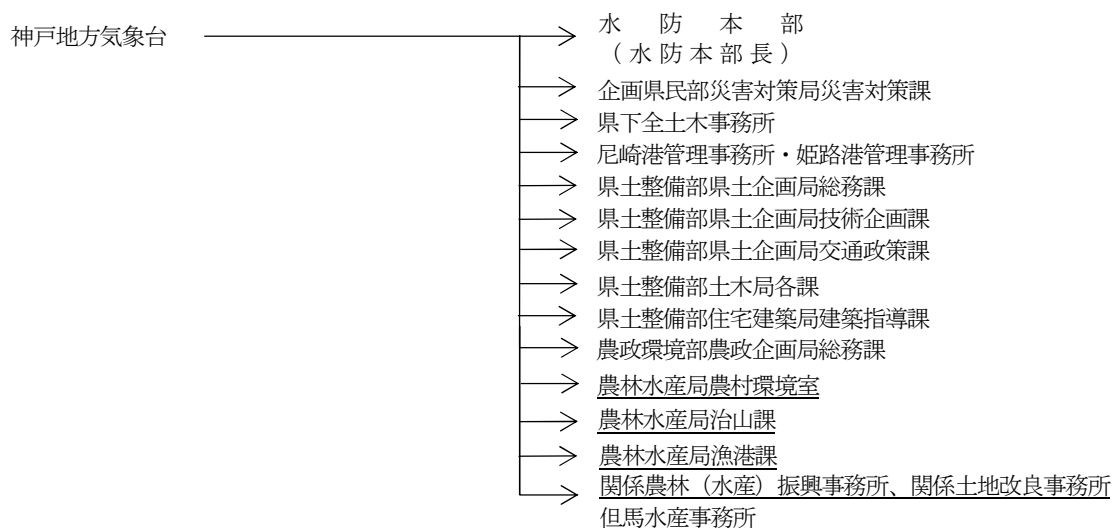 神戸地方気象台
水防本部
（水防本部長）
企画県民部災害対策局災害対策課
県下全土木事務所
尼崎港管理事務所・姫路港管理事務所
県土整備部県土企画局総務課
県土整備部県土企画局技術企画課
県土整備部県土企画局交通政策課
県土整備部土木局各課
県土整備部住宅建築局建築指導課
農政環境部農政企画局総務課
農林水産局農村環境室
農林水産局治山課
農林水産局漁港課
関係農林（水産）振興事務所、関係土地改良事務所
但馬水産事務所